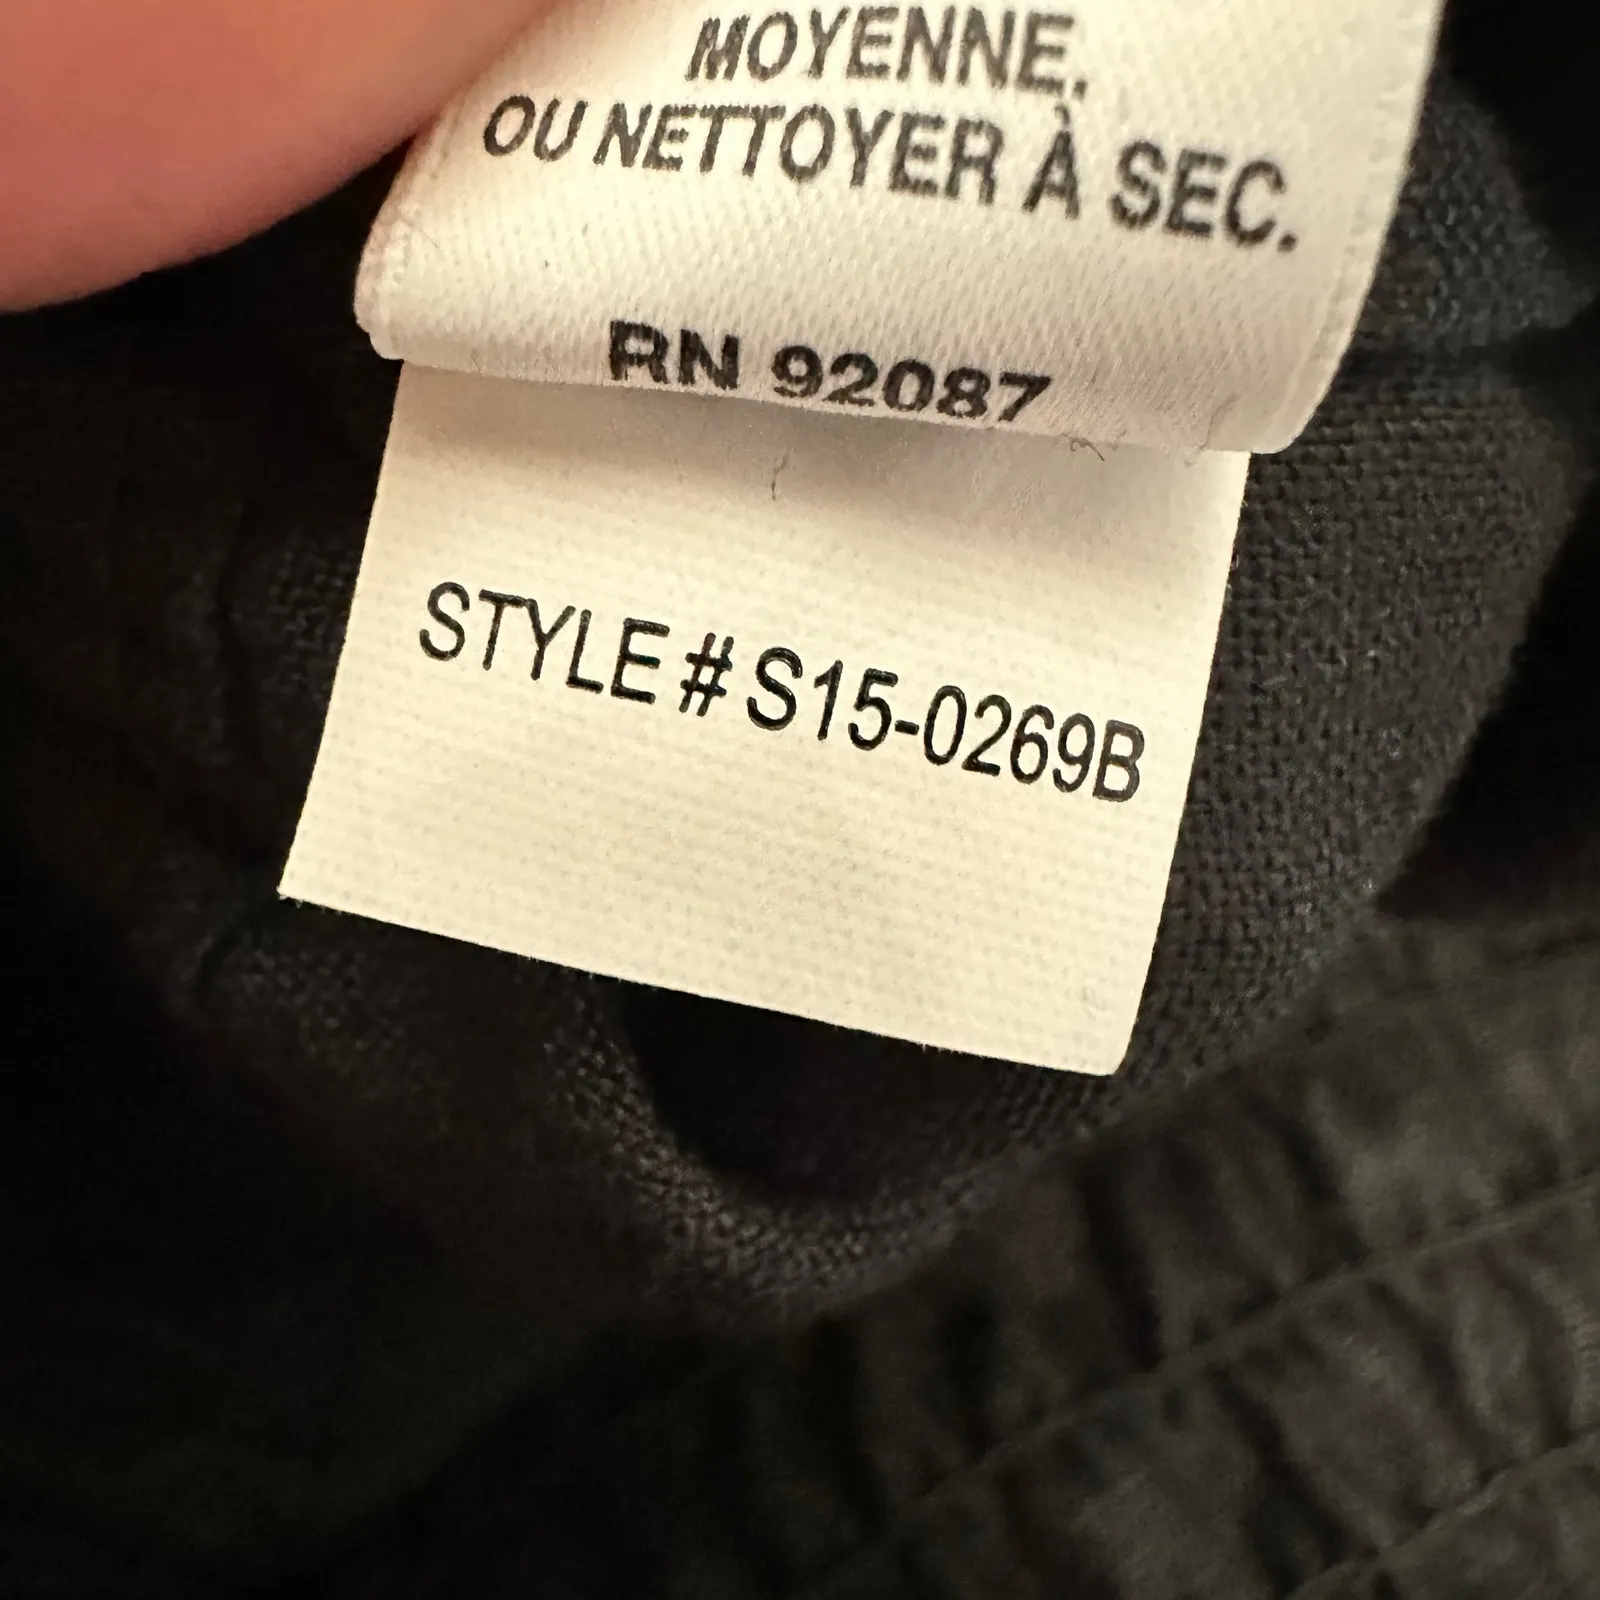 MOYENNE.
OU NETTOYER À SEC.
RN 92087
STYLE # S15-0269B